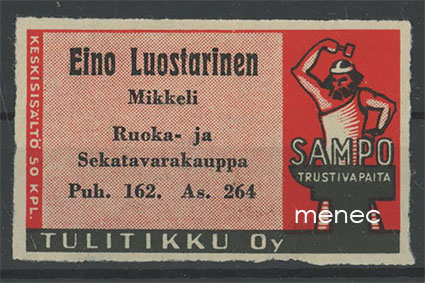 KESKISISÄLTÖ 50 KPL.
Eino Luostarinen
Mikkeli
Ruoka- ja
Sekatavarakauppa
Puh. 162. As. 264
SAMPO
TRUSTIVAPAITA
menec
TULITIKKU Oy